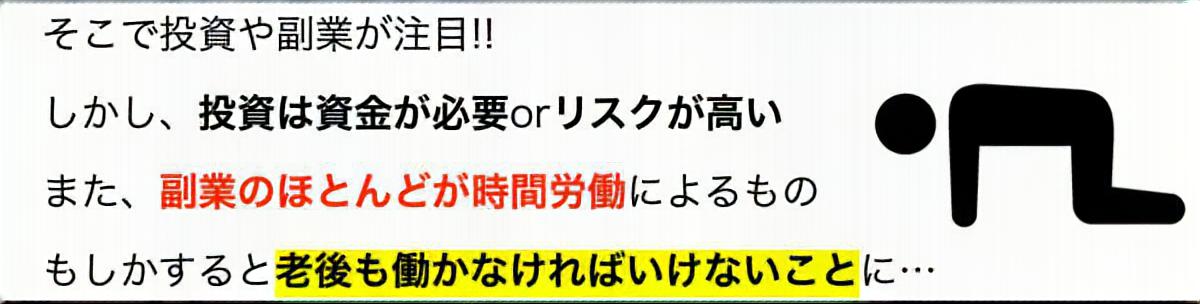 そこで投資や副業が注目!!
しかし、投資は資金が必要orリスクが高い
また、副業のほとんどが時間労働によるもの
もしかすると老後も働かなければいけないことに…